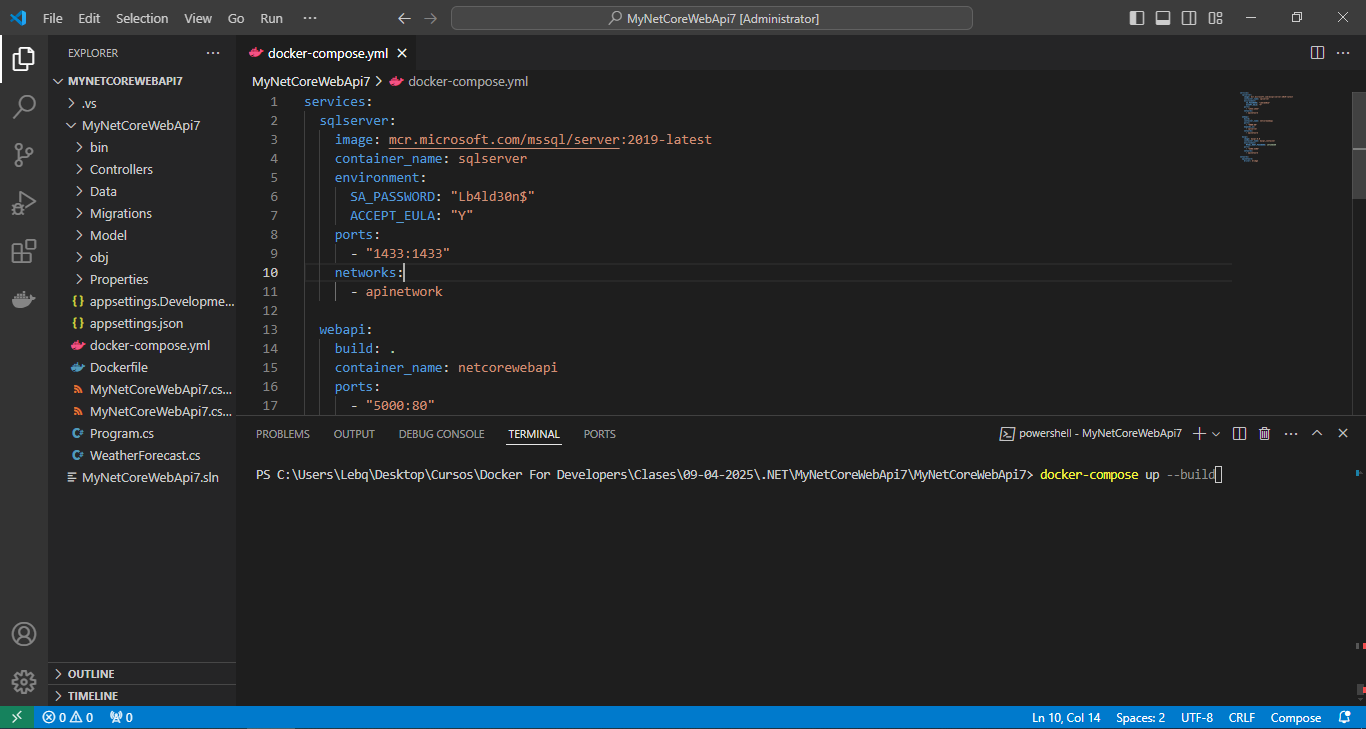 File Edit Selection View Go Run ··· MyNetCoreWebApi7 [Administrator]
EXPLORER ···
MYNETCOREWEBAPI7
.vs
MyNetCoreWebApi7
bin
Controllers
Data
Migrations
Model
obj
Properties
appsettings.Developme...
appsettings.json
docker-compose.yml
Dockerfile
MyNetCoreWebApi7.cs...
MyNetCoreWebApi7.cs...
Program.cs
WeatherForecast.cs
MyNetCoreWebApi7.sln
OUTLINE
TIMELINE
docker-compose.yml
MyNetCoreWebApi7 > docker-compose.yml
1 services:
2 sqlserver:
3 image: mcr.microsoft.com/mssql/server:2019-latest
4 container_name: sqlserver
5 environment:
6 SA_PASSWORD: "Lb4ld30n$"
7 ACCEPT_EULA: "Y"
8 ports:
9 - "1433:1433"
10 networks:
11 - apinetwork
12
13 webapi:
14 build: .
15 container_name: netcorewebapi
16 ports:
17 - "5000:80"
PROBLEMS OUTPUT DEBUG CONSOLE TERMINAL PORTS powershell - MyNetCoreWebApi7
PS C:\Users\Lebq\Desktop\Cursos\Docker For Developers\Clases\09-04-2025\.NET\MyNetCoreWebApi7\MyNetCoreWebApi7> docker-compose up --build
0 0 0 Ln 10, Col 14 Spaces: 2 UTF-8 CRLF Compose